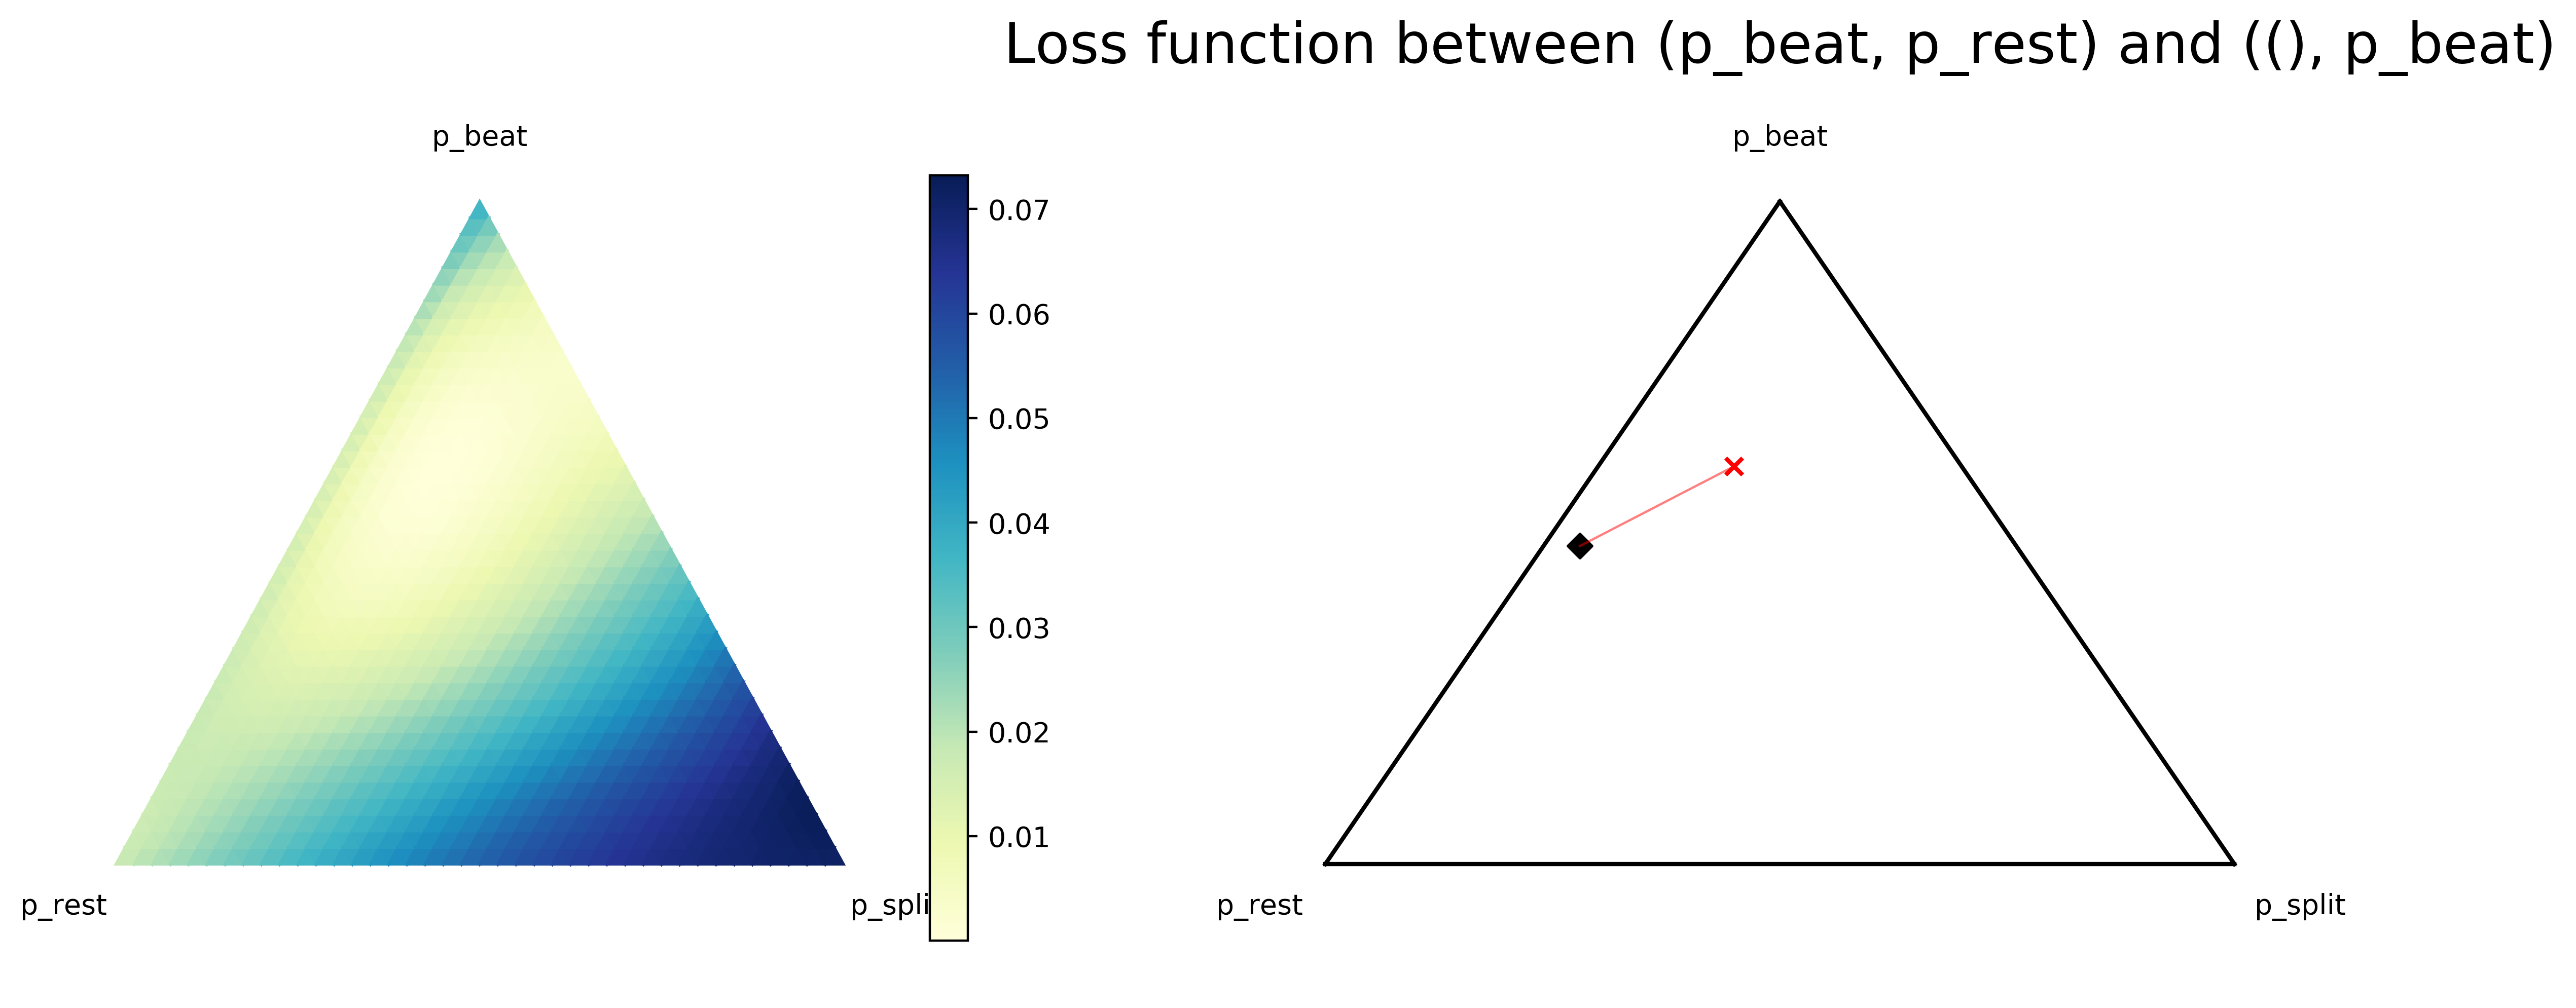 Loss function between (p_beat, p_rest) and ((), p_beat)
p_beat
p_rest
p_spli
0.07
0.06
0.05
0.04
0.03
0.02
0.01
p_beat
p_rest
p_split